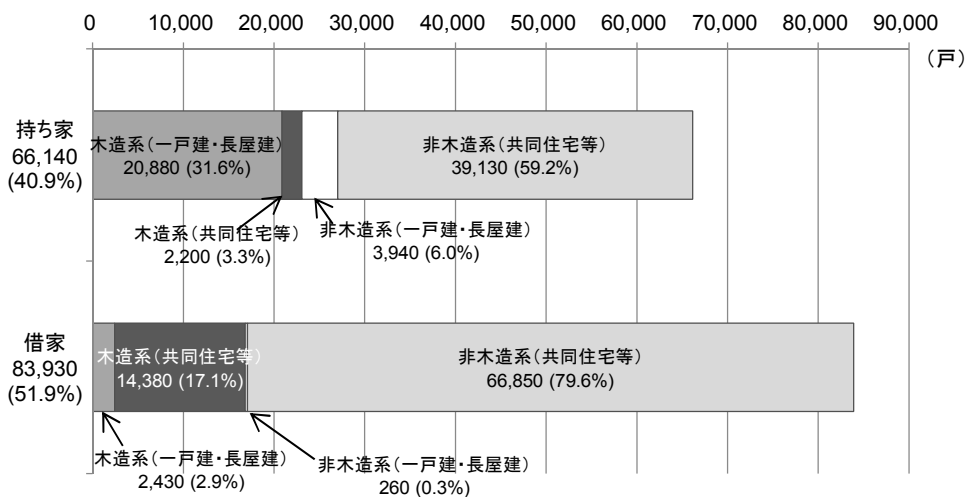 0 10,000 20,000 30,000 40,000 50,000 60,000 70,000 80,000 90,000
(戸)
持ち家
66,140
(40.9%)
木造系(一戸建・長屋建)
20,880 (31.6%)
非木造系(共同住宅等)
39,130 (59.2%)
木造系(共同住宅等)
2,200 (3.3%)
非木造系(一戸建・長屋建)
3,940 (6.0%)
借家
83,930
(51.9%)
木造系(共同住宅等)
14,380 (17.1%)
非木造系(共同住宅等)
66,850 (79.6%)
木造系(一戸建・長屋建)
2,430 (2.9%)
非木造系(一戸建・長屋建)
260 (0.3%)